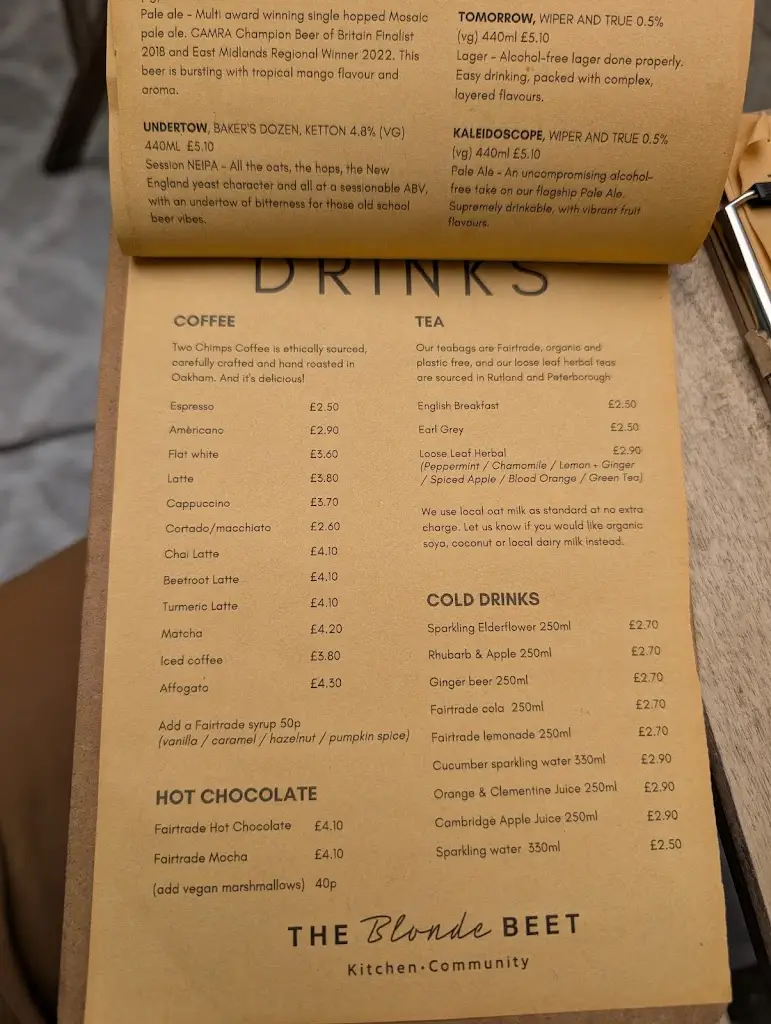 Pale ale - Multi award winning single hopped Mosaic
pale ale. CAMRA Champion Beer of Britain Finalist
2018 and East Midlands Regional Winner 2022. This
beer is bursting with tropical mango flavour and
aroma.
UNDERTOW, BAKER'S DOZEN, KETTON 4.8% (VG)
440ML £5.10
Session NEIPA - All the oats, the hops, the New
England yeast character and all at a sessionable ABV,
with an undertow of bitterness for those old school
beer vibes.
TOMORROW, WIPER AND TRUE 0.5%
(vg) 440ml £5.10
Lager - Alcohol-free lager done properly.
Easy drinking, packed with complex,
layered flavours.
KALEIDOSCOPE, WIPER AND TRUE 0.5%
(vg) 440ml £5.10
Pale Ale - An uncompromising alcohol-
free take on our flagship Pale Ale.
Supremely drinkable, with vibrant fruit
flavours.
DRINKS
COFFEE
Two Chimps Coffee is ethically sourced,
carefully crafted and hand roasted in
Oakham. And it's delicious!
Espresso £2.50
Americano £2.90
Flat white £3.60
Latte £3.80
Cappuccino £3.70
Cortado/macchiato £2.60
Chai Latte £4.10
Beetroot Latte £4.10
Turmeric Latte £4.10
Matcha £4.20
Iced coffee £3.80
Affogato £4.30
Add a Fairtrade syrup 50p
(vanilla / caramel / hazelnut / pumpkin spice)
HOT CHOCOLATE
Fairtrade Hot Chocolate £4.10
Fairtrade Mocha £4.10
(add vegan marshmallows) 40p
TEA
Our teabags are Fairtrade, organic and
plastic free, and our loose leaf herbal teas
are sourced in Rutland and Peterborough
English Breakfast £2.50
Earl Grey £2.50
Loose Leaf Herbal £2.90
(Peppermint / Chamomile / Lemon + Ginger
/ Spiced Apple / Blood Orange / Green Tea)
We use local oat milk as standard at no extra
charge. Let us know if you would like organic
soya, coconut or local dairy milk instead.
COLD DRINKS
Sparkling Elderflower 250ml £2.70
Rhubarb & Apple 250ml £2.70
Ginger beer 250ml £2.70
Fairtrade cola 250ml £2.70
Fairtrade lemonade 250ml £2.70
Cucumber sparkling water 330ml £2.90
Orange & Clementine Juice 250ml £2.90
Cambridge Apple Juice 250ml £2.90
Sparkling water 330ml £2.50
THE Blonde BEET
Kitchen · Community